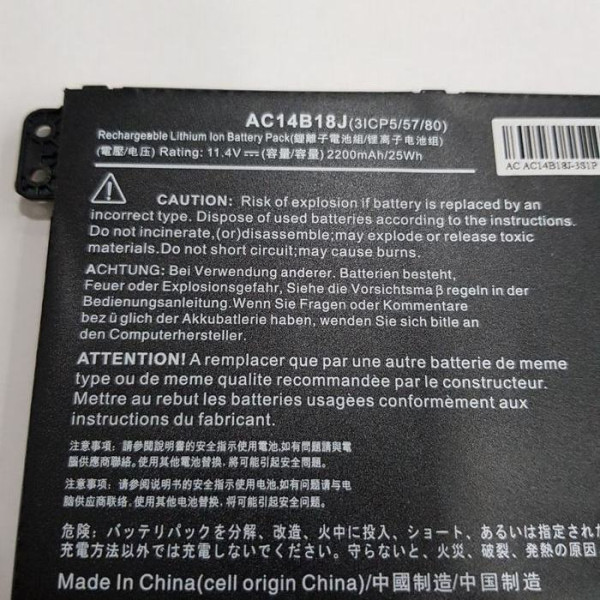 AC14B18J(3ICP5/57/80)
Rechargeable Lithium Ion Battery Pack(鋰離子電池組/锂离子电池组)
(電壓/电压) Rating: 11.4V⎓ (容量/容量) 2200mAh/25Wh
AC AC14B18J-3S1P
CAUTION: Risk of explosion if battery is replaced by an
incorrect type. Dispose of used batteries according to the instructions.
Do not incinerate,(or)disassemble;may explode or release toxic
materials.Do not short circuit;may cause burns.
ACHTUNG: Bei Verwendung anderer. Batterien besteht,
Feuer oder Explosionsgefahr, Siehe die Vorsichtsma β regeln in der
Bedienungsanleitung.Wenn Sie Fragen oder Kommentare
bez ü glich der Akkubatlerie haben, wenden Sie sich bitle an
den Computerhersteller.
ATTENTION! A remplacer que par une autre batterie de meme
type ou de meme qualite recommandée par le constructeur.
Mettre au rebut les batteries usagées conformèment aux
instructions du fabricant.
注意事項: 請參閱說明書的安全指示使用電池,如有問題請與電
腦供應商聯絡。使用其他電池替換,將可能引起安全問題。
注意事项: 请参阅说明书的安全指示使用电池,如有问题请与电
脑供应商联络, 使用其他电池替换, 将可能引起安全问题。
危険: バッテリパックを分解、改造、火中に投入、ショート、あるいは指定された
充電方法以外では充電しないでください。守らないと、火災、破裂、発熱の原因
Made In China(cell origin China)/中國制造/中国制造